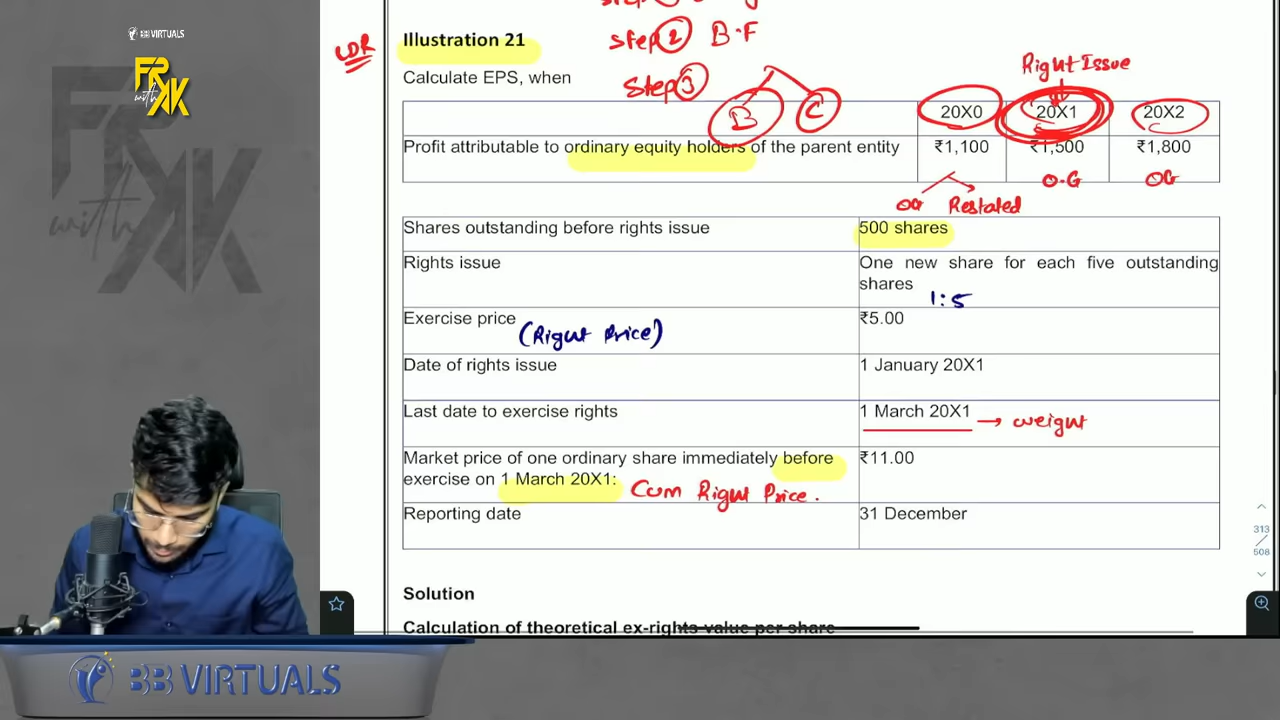 BB VIRTUALS
FR
with
AK
step 2 B.F
LDR
Illustration 21
Right Issue
Calculate EPS, when
Step 3
B C
20X0 20X1 20X2
Profit attributable to ordinary equity holders of the parent entity ₹1,100 ₹1,500 ₹1,800
O.G OG
OG Restated
Shares outstanding before rights issue 500 shares
Rights issue One new share for each five outstanding
shares
1:5
Exercise price ₹5.00
(Right Price)
Date of rights issue 1 January 20X1
Last date to exercise rights 1 March 20X1 → weight
Market price of one ordinary share immediately before ₹11.00
exercise on 1 March 20X1: Cum Right Price.
Reporting date 31 December
313
/
508
Solution
Calculation of theoretical ex-rights value per share
BB VIRTUALS